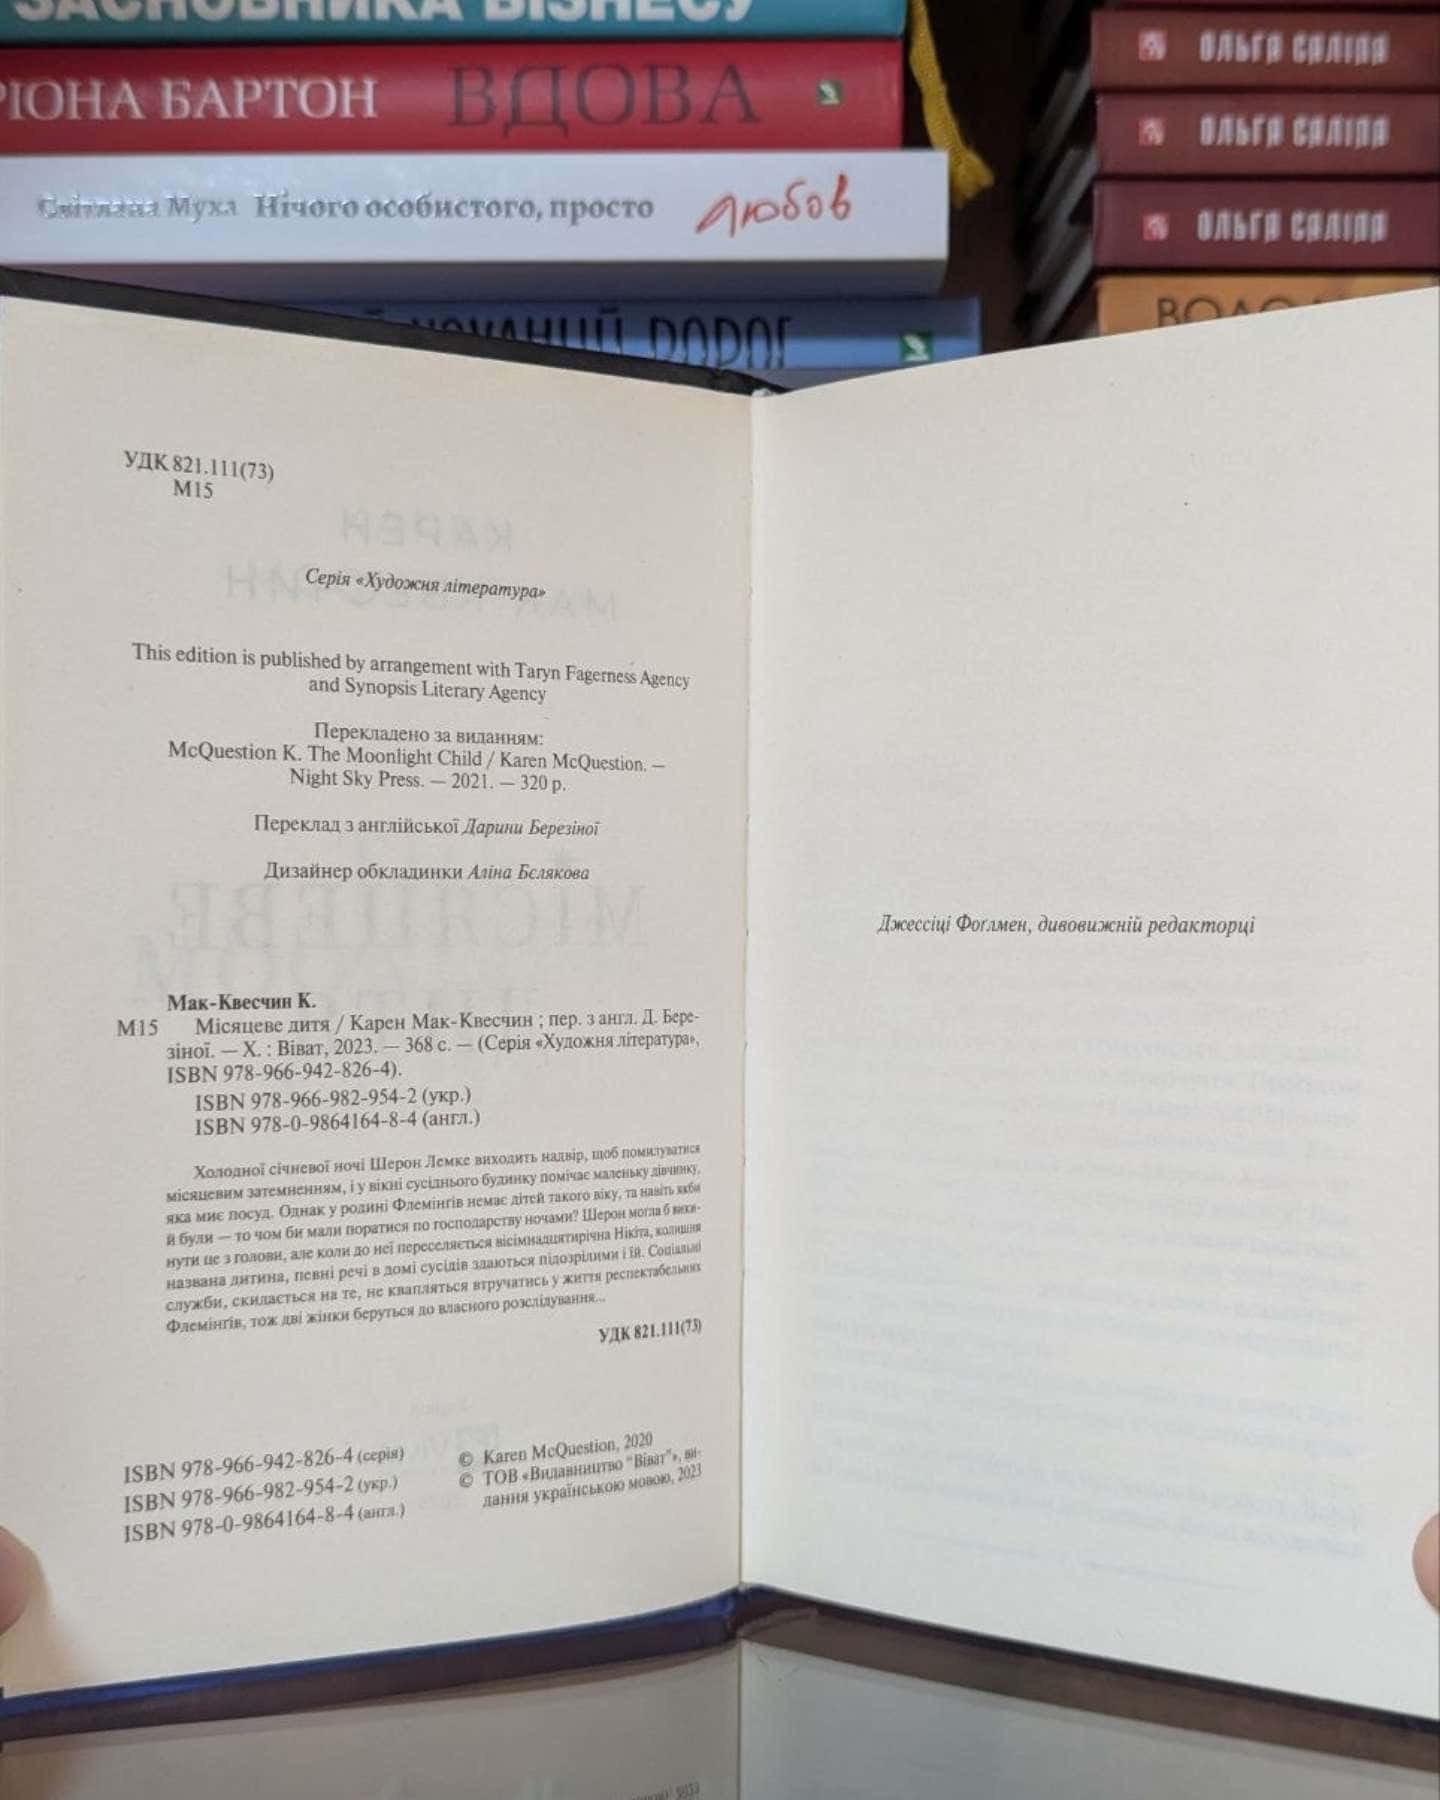 ЗАСНОВНИКА БІЗНЕСУ
РІОНА БАРТОН ВДОВА
Світлана Муха Нічого особистого, просто любов
ОЛЬГА САЛІПА
ОЛЬГА САЛІПА
ОЛЬГА САЛІПА
УДК 821.111(73)
М15
Серія «Художня література»
This edition is published by arrangement with Taryn Fagerness Agency
and Synopsis Literary Agency
Перекладено за виданням:
McQuestion K. The Moonlight Child / Karen McQuestion. —
Night Sky Press. — 2021. — 320 p.
Переклад з англійської Дарини Березіної
Дизайнер обкладинки Аліна Бєлякова
Мак-Квесчин К.
М15 Місяцеве дитя / Карен Мак-Квесчин ; пер. з англ. Д. Бере-
зіної. — Х. : Віват, 2023. — 368 с. — (Серія «Художня література»,
ISBN 978-966-942-826-4).
ISBN 978-966-982-954-2 (укр.)
ISBN 978-0-9864164-8-4 (англ.)
Холодної січневої ночі Шерон Лемке виходить надвір, щоб помилуватися
місяцевим затемненням, і у вікні сусіднього будинку помічає маленьку дівчинку,
яка миє посуд. Однак у родині Флемінгів немає дітей такого віку, та навіть якби
й були — то чом би мали поратися по господарству ночами? Шерон могла б вики-
нути це з голови, але коли до неї переселяється вісімнадцятирічна Нікіта, колишня
названа дитина, певні речі в домі сусідів здаються підозрілими і їй. Соціальні
служби, скидається на те, не квапляться втручатись у життя респектабельних
Флемінгів, тож дві жінки беруться до власного розслідування...
УДК 821.111(73)
ISBN 978-966-942-826-4 (серія)
ISBN 978-966-982-954-2 (укр.)
ISBN 978-0-9864164-8-4 (англ.)
© Karen McQuestion, 2020
© ТОВ «Видавництво "Віват"», ви-
дання українською мовою, 2023
Джессіці Фоглмен, дивовижній редакторці